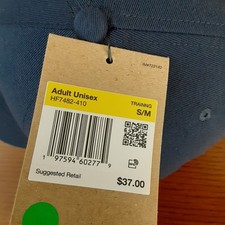 Adult Unisex
HF7482-410
TRAINING
S/M
1 97594 60277 9
Suggested Retail
$37.00